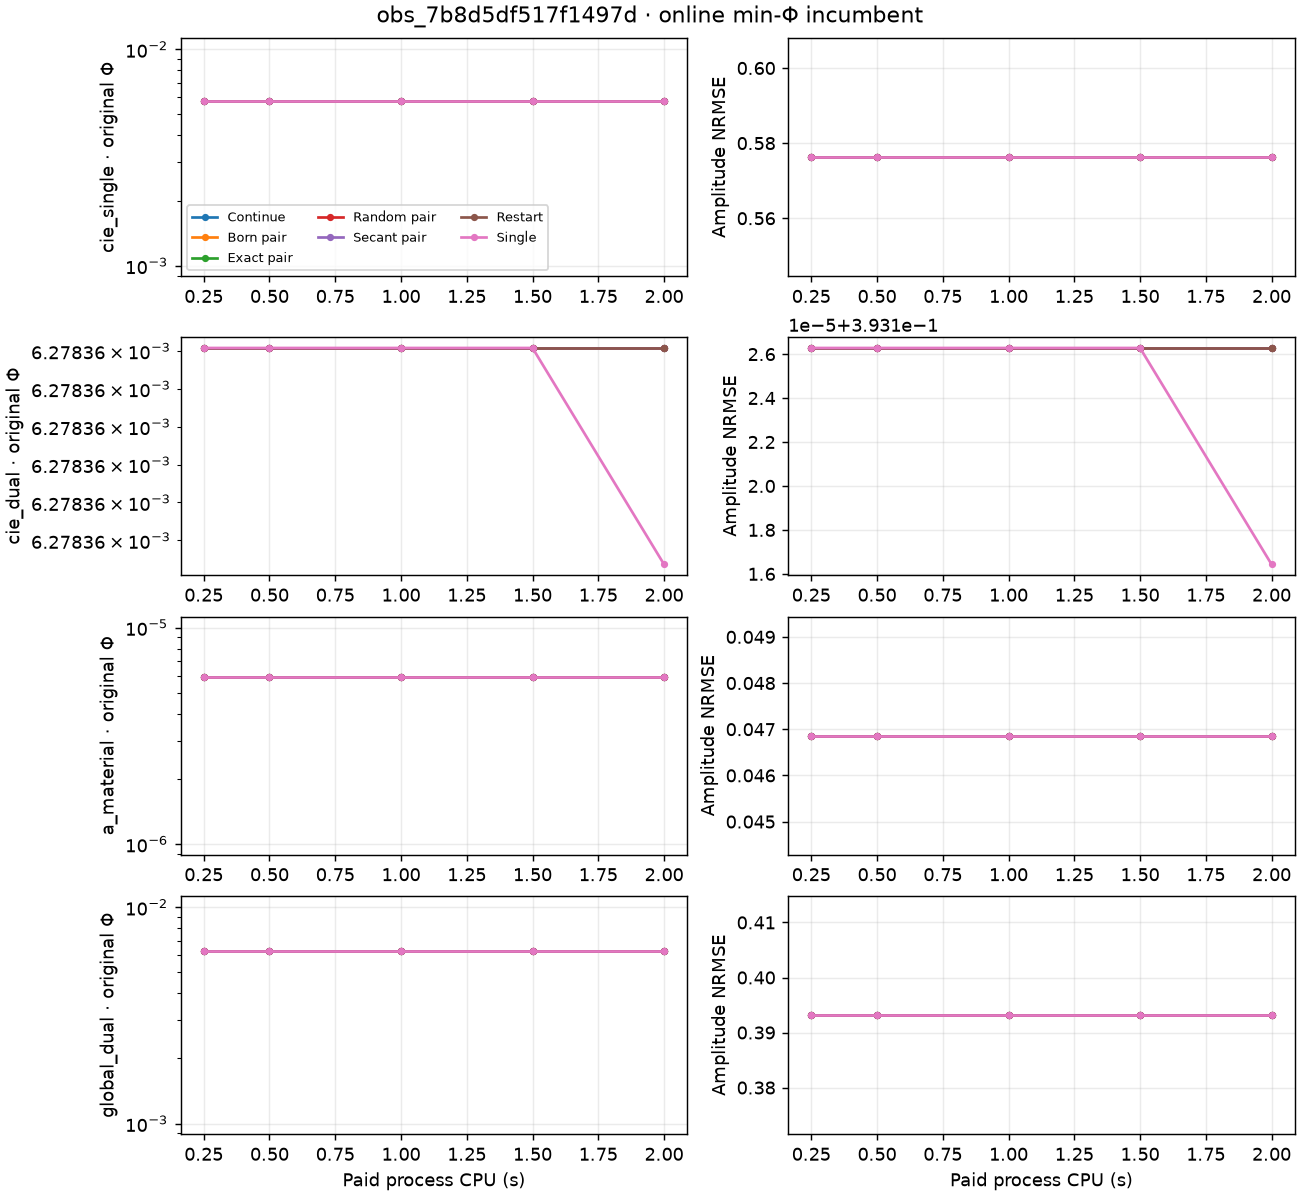 obs_7b8d5df517f1497d · online min-Φ incumbent
cie_single · original Φ
10⁻²
10⁻³
Continue
Born pair
Exact pair
Random pair
Secant pair
Restart
Single
0.25 0.50 0.75 1.00 1.25 1.50 1.75 2.00
Amplitude NRMSE
0.60
0.58
0.56
0.25 0.50 0.75 1.00 1.25 1.50 1.75 2.00
cie_dual · original Φ
6.27836 × 10⁻³
6.27836 × 10⁻³
6.27836 × 10⁻³
6.27836 × 10⁻³
6.27836 × 10⁻³
6.27836 × 10⁻³
0.25 0.50 0.75 1.00 1.25 1.50 1.75 2.00
1e−5+3.931e−1
Amplitude NRMSE
2.6
2.4
2.2
2.0
1.8
1.6
0.25 0.50 0.75 1.00 1.25 1.50 1.75 2.00
a_material · original Φ
10⁻⁵
10⁻⁶
0.25 0.50 0.75 1.00 1.25 1.50 1.75 2.00
Amplitude NRMSE
0.049
0.048
0.047
0.046
0.045
0.25 0.50 0.75 1.00 1.25 1.50 1.75 2.00
global_dual · original Φ
10⁻²
10⁻³
0.25 0.50 0.75 1.00 1.25 1.50 1.75 2.00
Paid process CPU (s)
Amplitude NRMSE
0.41
0.40
0.39
0.38
0.25 0.50 0.75 1.00 1.25 1.50 1.75 2.00
Paid process CPU (s)